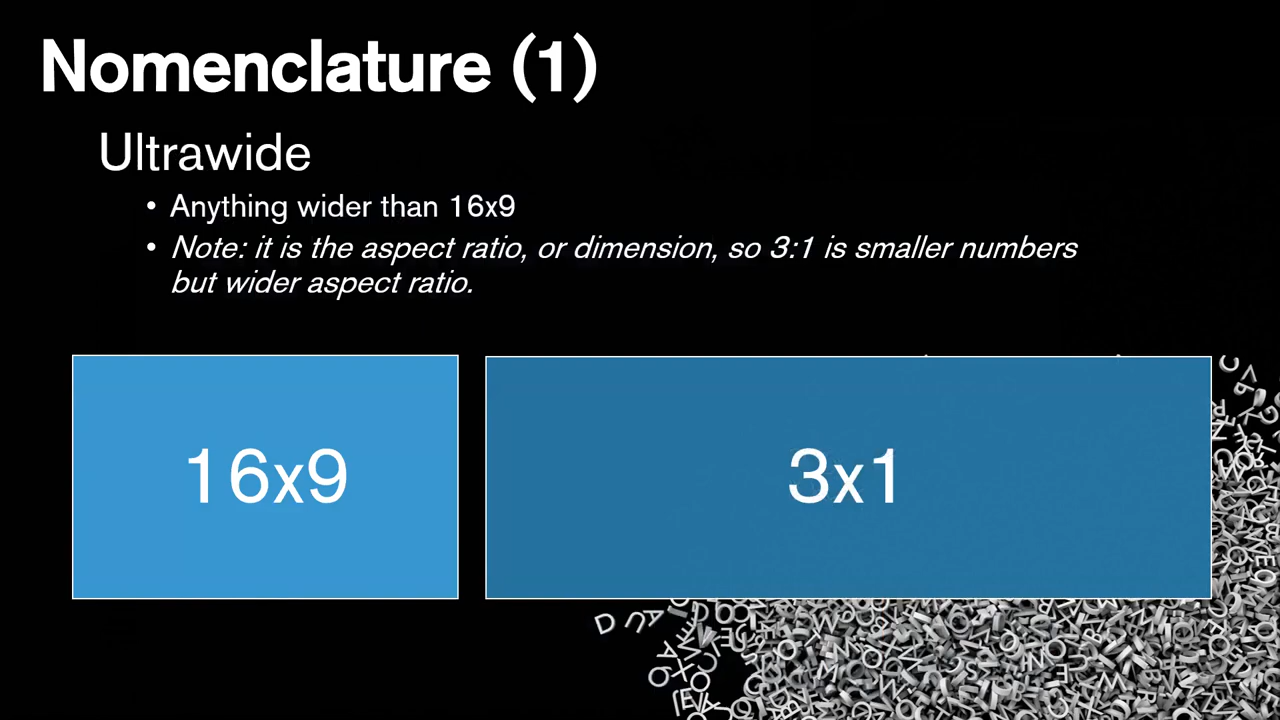 Nomenclature (1)
Ultrawide
• Anything wider than 16x9
• Note: it is the aspect ratio, or dimension, so 3:1 is smaller numbers
but wider aspect ratio.
16x9
3x1